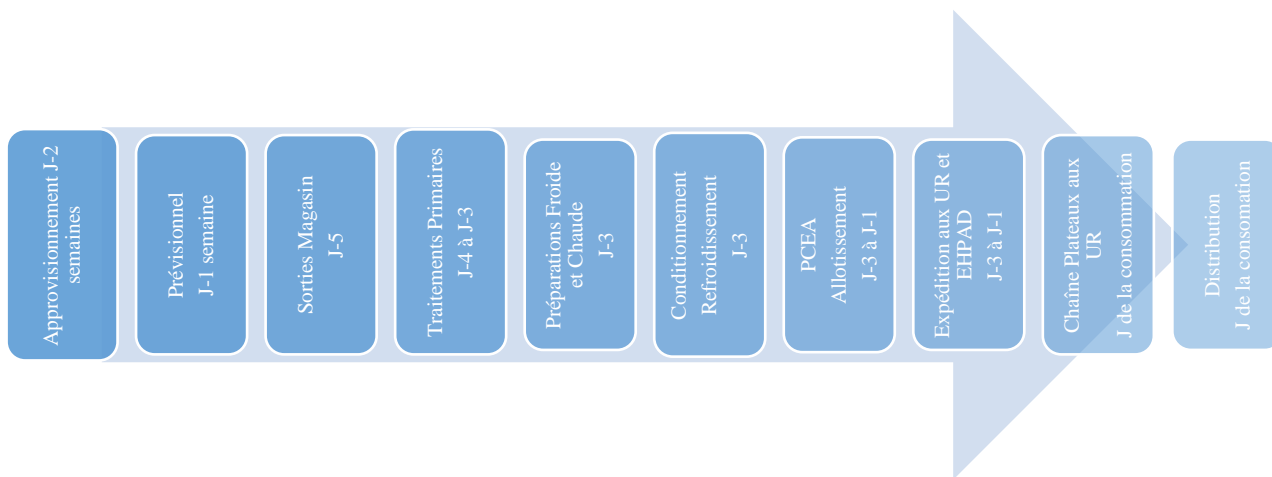 Approvisionnement J-2
semaines
Prévisionnel
J-1 semaine
Sorties Magasin
J-5
Traitements Primaires
J-4 à J-3
Préparations Froide
et Chaude
J-3
Conditionnement
Refroidissement
J-3
PCEA
Allotissement
J-3 à J-1
Expédition aux UR et
EHPAD
J-3 à J-1
Chaîne Plateaux aux
UR
J de la consommation
Distribution
J de la consomation